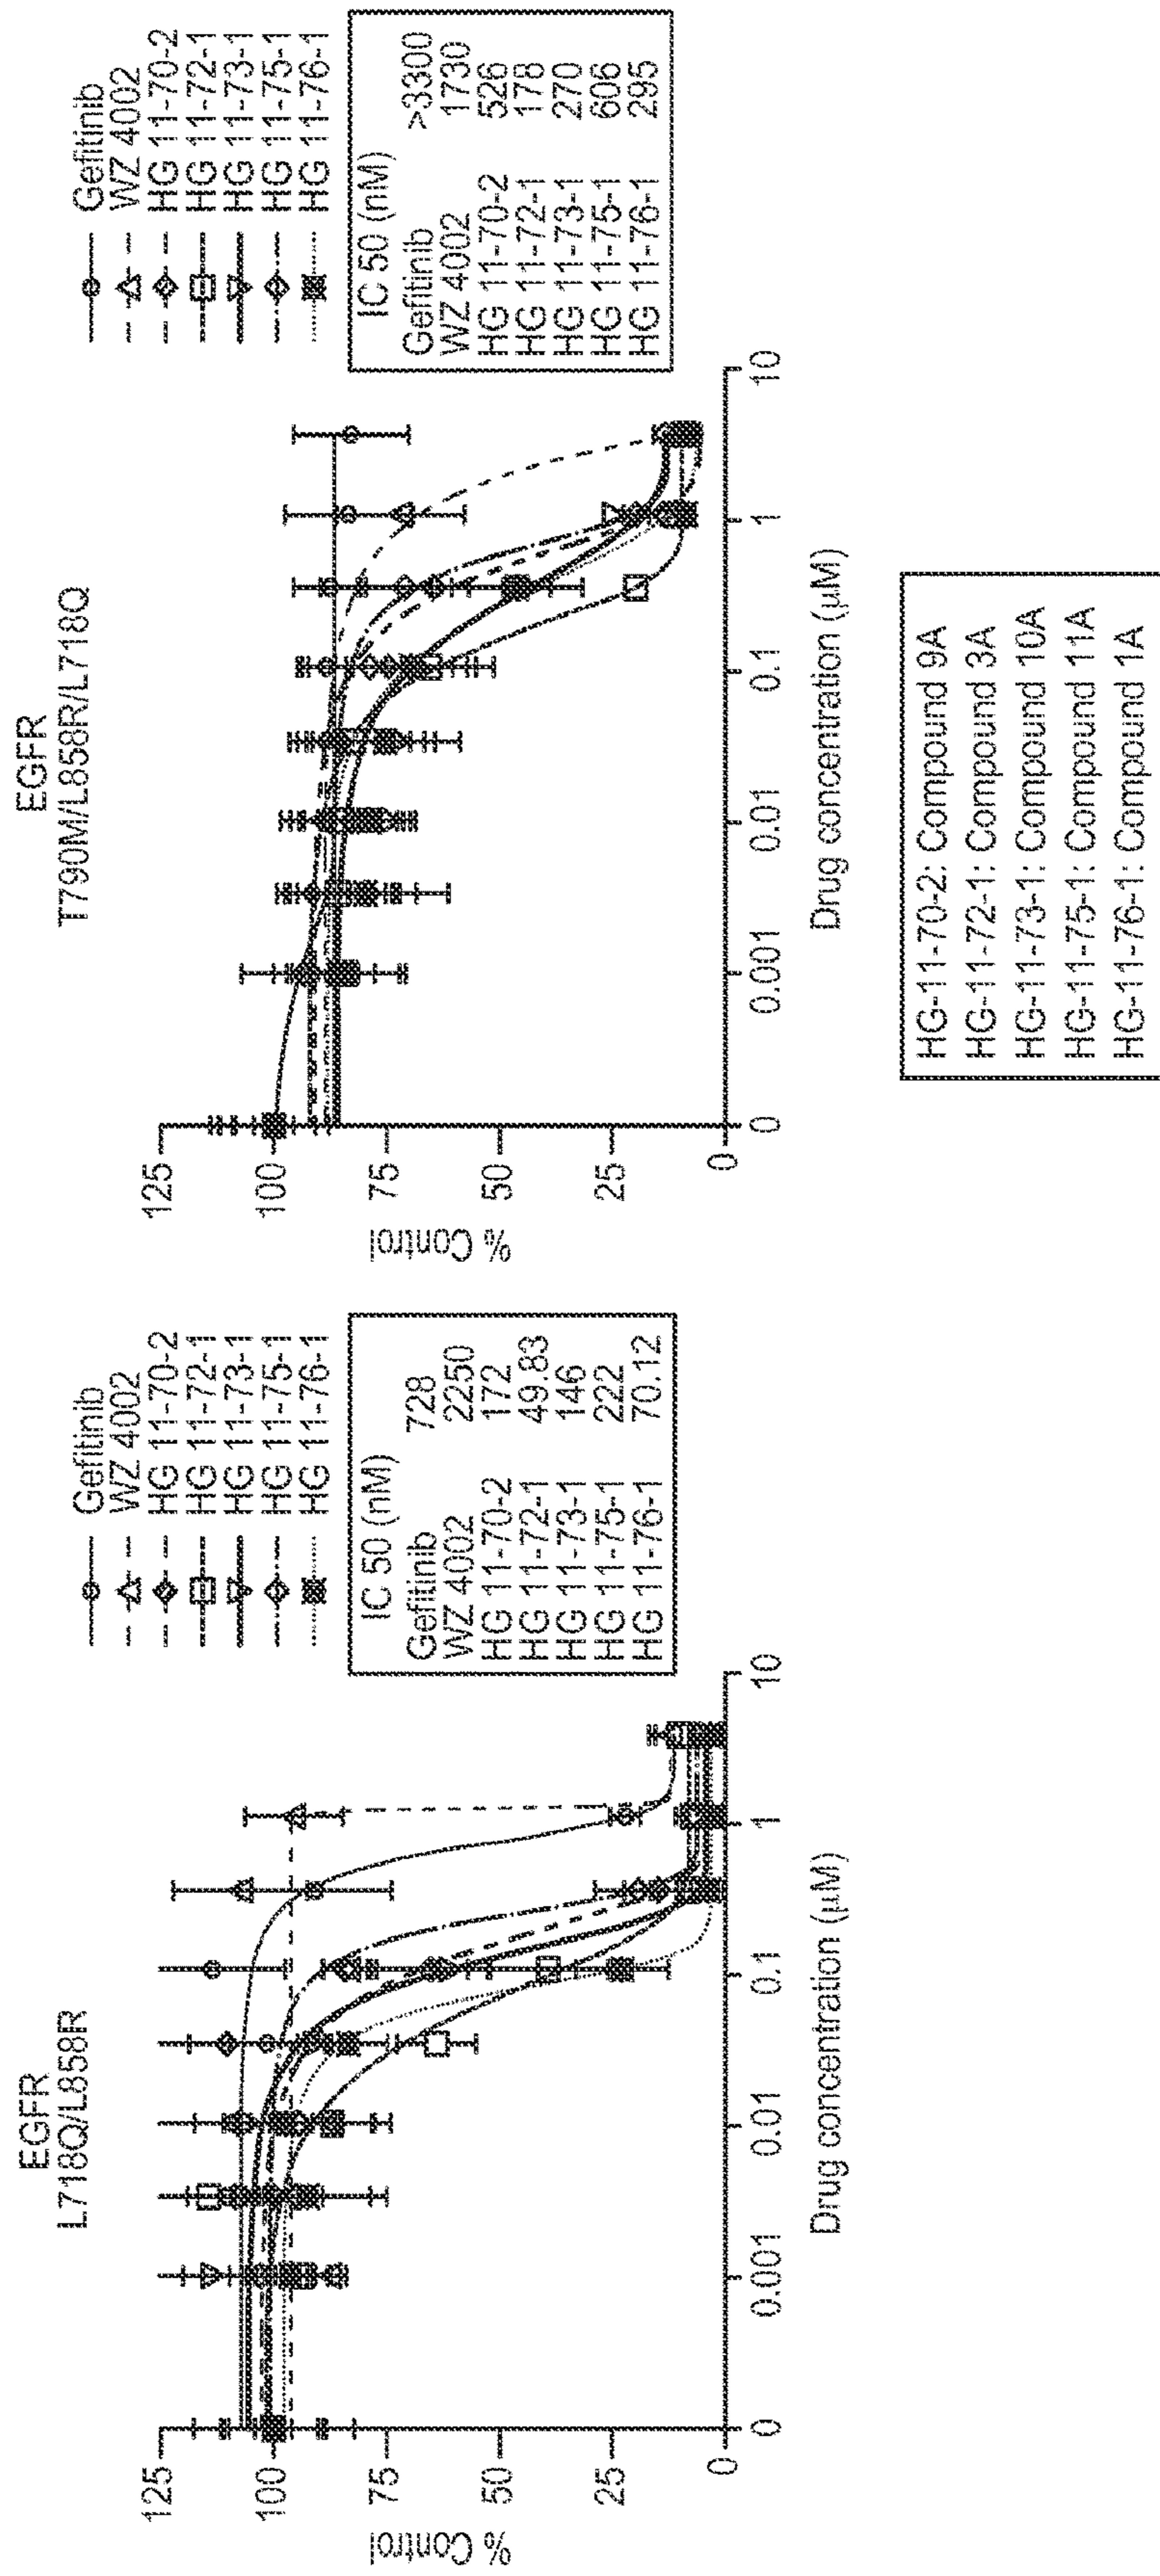 EGFR
L718Q/L858R
% Control
125
100
75
50
25
0
0
0.001
0.01
0.1
1
10
Drug concentration (μM)
Gefitinib
WZ 4002
HG 11-70-2
HG 11-72-1
HG 11-73-1
HG 11-75-1
HG 11-76-1
IC 50 (nM)
Gefitinib 728
WZ 4002 2250
HG 11-70-2 172
HG 11-72-1 49.83
HG 11-73-1 146
HG 11-75-1 222
HG 11-76-1 70.12
EGFR
T790M/L858R/L718Q
% Control
125
100
75
50
25
0
0
0.001
0.01
0.1
1
10
Drug concentration (μM)
Gefitinib
WZ 4002
HG 11-70-2
HG 11-72-1
HG 11-73-1
HG 11-75-1
HG 11-76-1
IC 50 (nM)
Gefitinib >3300
WZ 4002 1730
HG 11-70-2 526
HG 11-72-1 178
HG 11-73-1 270
HG 11-75-1 606
HG 11-76-1 295
HG-11-70-2: Compound 9A
HG-11-72-1: Compound 3A
HG-11-73-1: Compound 10A
HG-11-75-1: Compound 11A
HG-11-76-1: Compound 1A